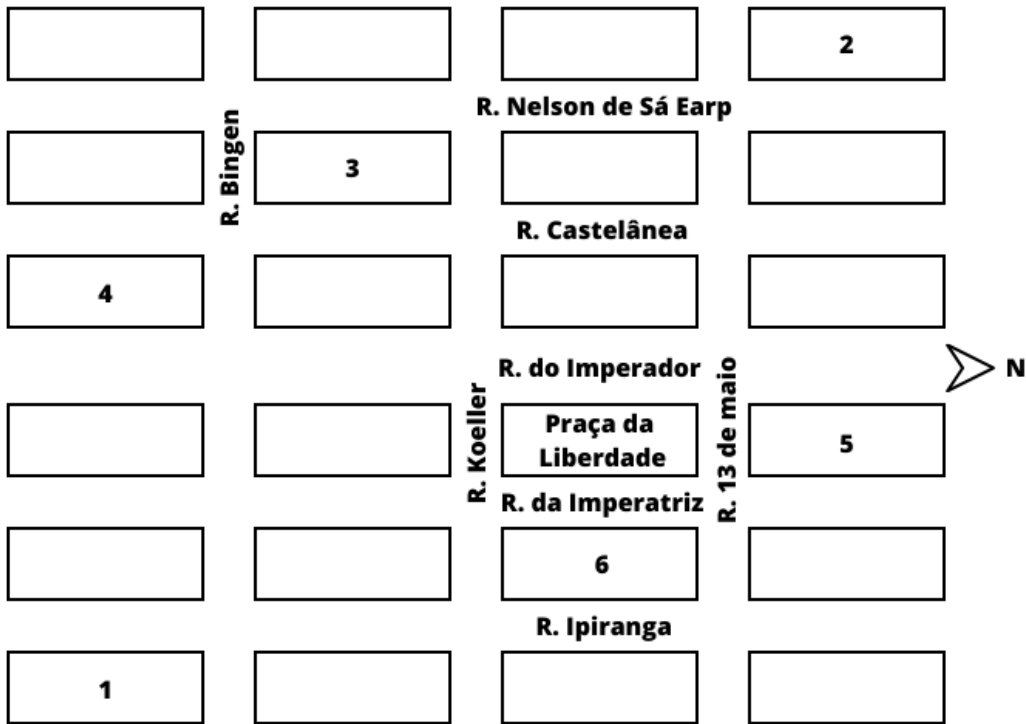 2
R. Nelson de Sá Earp
R. Bingen
3
R. Castelânea
4
R. do Imperador
N
R. Koeller
Praça da
Liberdade
R. 13 de maio
5
R. da Imperatriz
6
R. Ipiranga
1